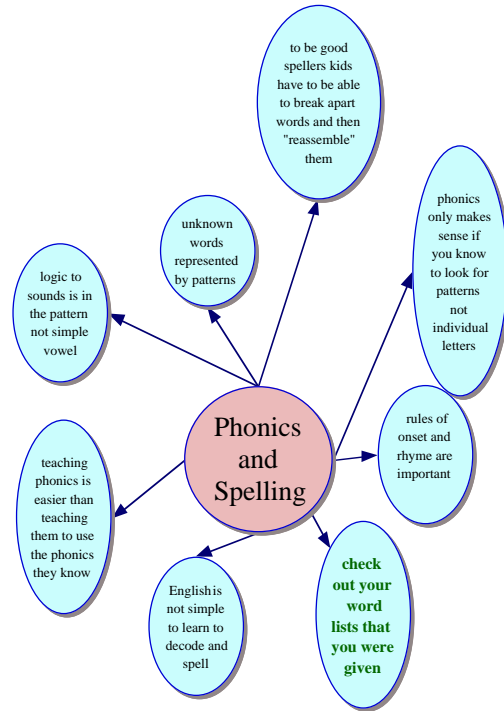 to be good
spellers kids
have to be able
to break apart
words and then
"reassemble"
them
phonics
only makes
sense if
you know
to look for
patterns
not
individual
letters
unknown
words
represented
by patterns
logic to
sounds is in
the pattern
not simple
vowel
Phonics
and
Spelling
rules of
onset and
rhyme are
important
teaching
phonics is
easier than
teaching
them to use
the phonics
they know
English is
not simple
to learn to
decode and
spell
check
out your
word
lists that
you were
given